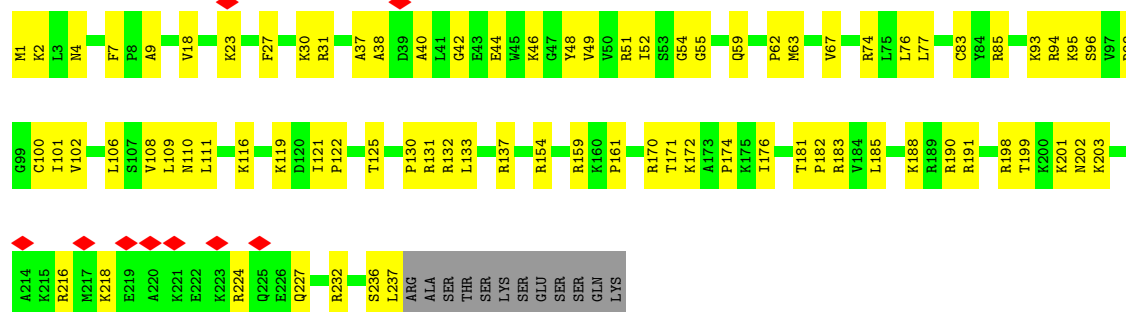 M1 K2 L3 N4 F7 P8 A9 V18 K23 F27 K30 R31 A37 A38 D39 A40 L41 G42 E43 E44 W45 K46 G47 Y48 V49 V50 R51 I52 S53 G54 G55 Q59 P62 M63 V67 R74 L75 L76 L77 C83 Y84 R85 K93 R94 K95 S96 V97
G99 C100 I101 V102 L106 S107 V108 L109 N110 L111 K116 K119 D120 I121 P122 T125 P130 R131 R132 L133 R137 R154 R159 K160 P161 R170 T171 K172 A173 P174 K175 I176 T181 P182 R183 V184 L185 K188 R189 R190 R191 R198 T199 K200 K201 N202 K203
A214 K215 R216 M217 K218 E219 A220 K221 E222 K223 R224 Q225 E226 Q227 R232 S236 L237 ARG ALA SER THR SER LYS SER GLU SER SER GLN LYS